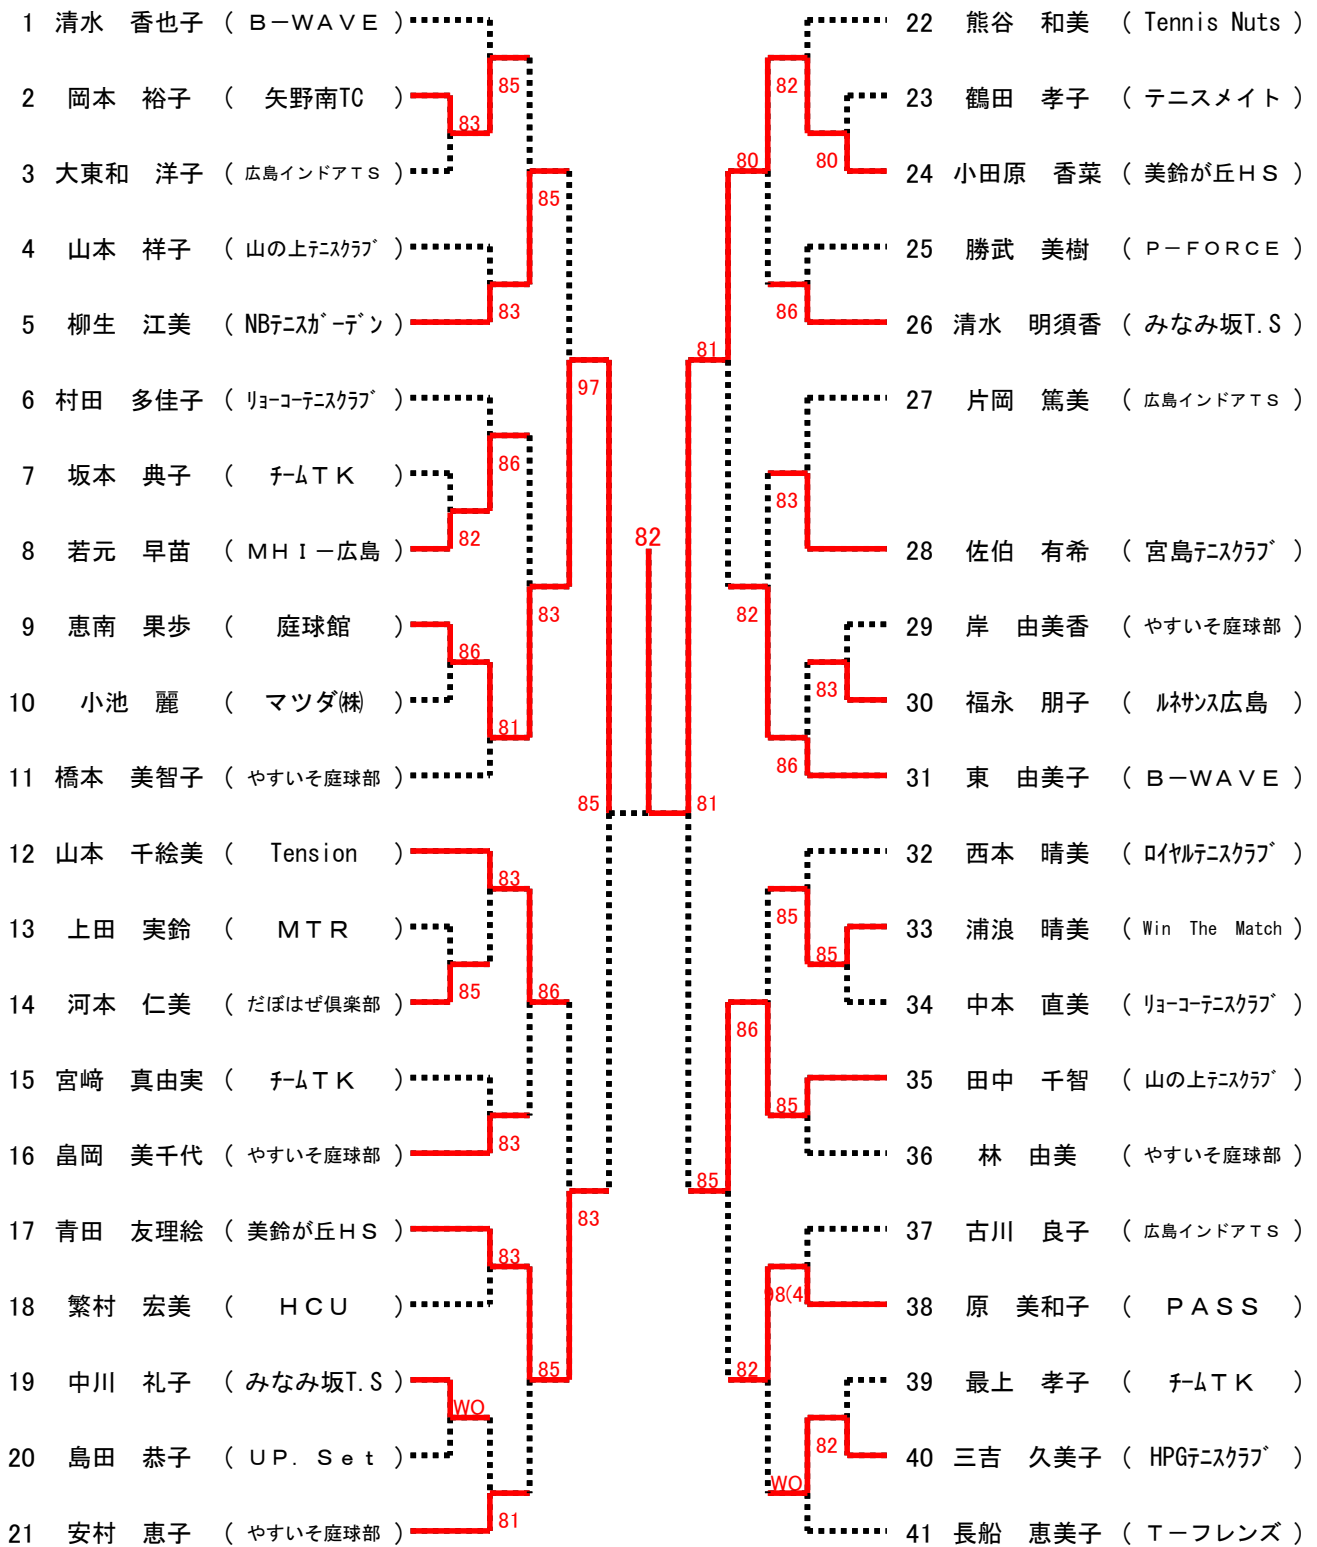 1 清水　香也子 ( Ｂ－ＷＡＶＥ )
85
2 岡本　裕子 ( 矢野南TC )
83
3 大東和　洋子 ( 広島インドアＴＳ )
85
4 山本　祥子 ( 山の上ﾃﾆｽｸﾗﾌﾞ )
83
5 柳生　江美 ( NBﾃﾆｽｶﾞｰﾃﾞﾝ )
97
6 村田　多佳子 ( ﾘｮｰｺｰﾃﾆｽｸﾗﾌﾞ )
86
7 坂本　典子 ( ﾁｰﾑＴＫ )
82
8 若元　早苗 ( ＭＨＩ－広島 )
83
9 恵南　果歩 ( 庭球館 )
86
10 小池　麗 ( マツダ㈱ )
81
11 橋本　美智子 ( やすいそ庭球部 )
85
12 山本　千絵美 ( Tension )
83
13 上田　実鈴 ( ＭＴＲ )
85
14 河本　仁美 ( だぼはぜ倶楽部 )
86
15 宮﨑　真由実 ( ﾁｰﾑＴＫ )
83
16 畠岡　美千代 ( やすいそ庭球部 )
83
17 青田　友理絵 ( 美鈴が丘ＨＳ )
83
18 繁村　宏美 ( ＨＣＵ )
85
19 中川　礼子 ( みなみ坂T.S )
WO
20 島田　恭子 ( ＵＰ．Ｓｅｔ )
81
21 安村　恵子 ( やすいそ庭球部 )
82
22 熊谷　和美 ( Tennis Nuts )
82
23 鶴田　孝子 ( テニスメイト )
80
80
24 小田原　香菜 ( 美鈴が丘ＨＳ )
25 勝武　美樹 ( Ｐ－ＦＯＲＣＥ )
86
26 清水　明須香 ( みなみ坂T.S )
81
27 片岡　篤美 ( 広島インドアＴＳ )
83
28 佐伯　有希 ( 宮島ﾃﾆｽｸﾗﾌﾞ )
82
29 岸　由美香 ( やすいそ庭球部 )
83
30 福永　朋子 ( ﾙﾈｻﾝｽ広島 )
86
31 東　由美子 ( Ｂ－ＷＡＶＥ )
81
32 西本　晴美 ( ﾛｲﾔﾙﾃﾆｽｸﾗﾌﾞ )
85
33 浦浪　晴美 ( Win The Match )
85
34 中本　直美 ( ﾘｮｰｺｰﾃﾆｽｸﾗﾌﾞ )
86
35 田中　千智 ( 山の上ﾃﾆｽｸﾗﾌﾞ )
85
36 林　由美 ( やすいそ庭球部 )
85
37 古川　良子 ( 広島インドアＴＳ )
98(4
38 原　美和子 ( ＰＡＳＳ )
82
39 最上　孝子 ( ﾁｰﾑＴＫ )
82
40 三吉　久美子 ( HPGﾃﾆｽｸﾗﾌﾞ )
WO
41 長船　恵美子 ( Ｔ－フレンズ )